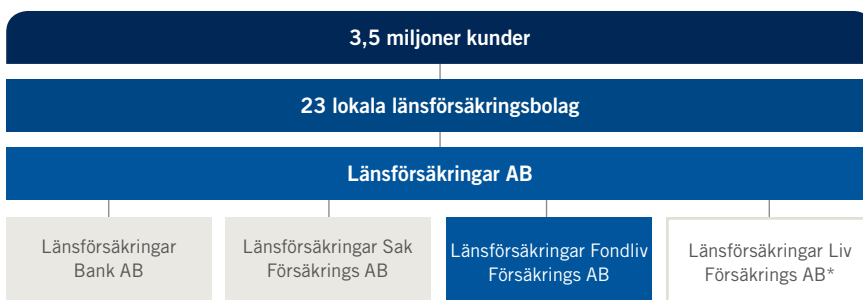 3,5 miljoner kunder
23 lokala länsförsäkringsbolag
Länsförsäkringar AB
Länsförsäkringar
Bank AB
Länsförsäkringar Sak
Försäkrings AB
Länsförsäkringar Fondliv
Försäkrings AB
Länsförsäkringar Liv
Försäkrings AB*